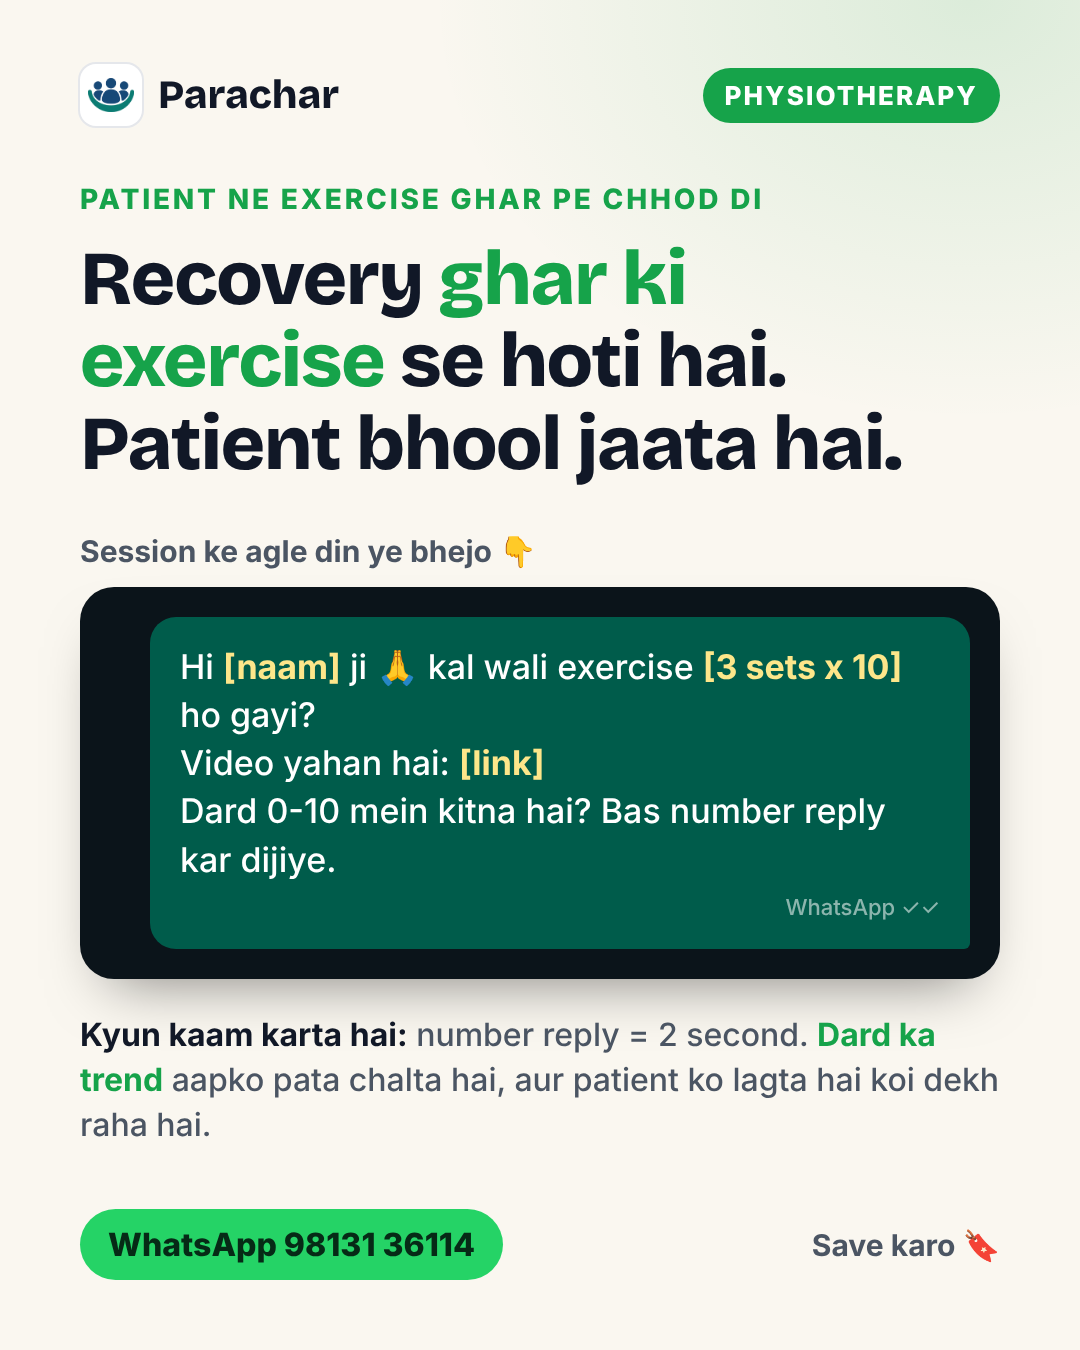 Parachar
PHYSIOTHERAPY
PATIENT NE EXERCISE GHAR PE CHHOD DI
Recovery ghar ki
exercise se hoti hai.
Patient bhool jaata hai.
Session ke agle din ye bhejo 👇
Hi [naam] ji 🙏 kal wali exercise [3 sets x 10]
ho gayi?
Video yahan hai: [link]
Dard 0-10 mein kitna hai? Bas number reply
kar dijiye.
WhatsApp ✓✓
Kyun kaam karta hai: number reply = 2 second. Dard ka
trend aapko pata chalta hai, aur patient ko lagta hai koi dekh
raha hai.
WhatsApp 98131 36114
Save karo 🔖